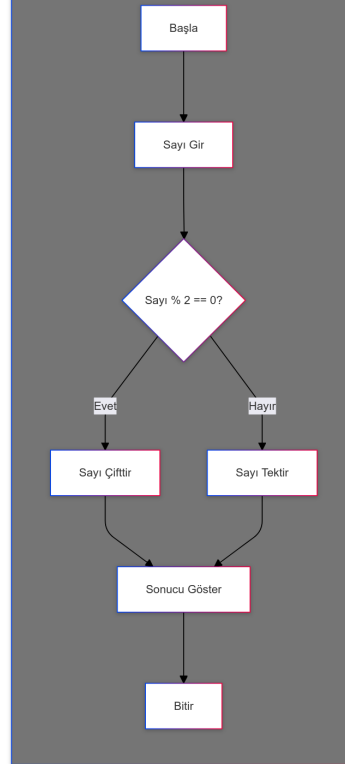 Başla
Sayı Gir
Sayı % 2 == 0?
Evet
Hayır
Sayı Çifttir
Sayı Tektir
Sonucu Göster
Bitir